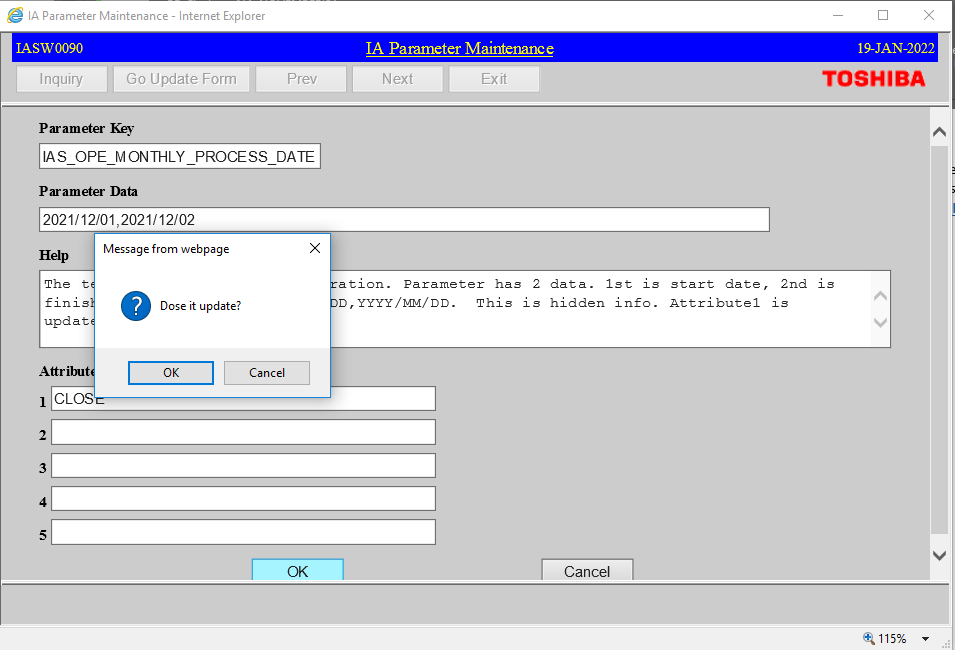 IA Parameter Maintenance - Internet Explorer
IASW0090 IA Parameter Maintenance 19-JAN-2022
Inquiry Go Update Form Prev Next Exit TOSHIBA
Parameter Key
IAS_OPE_MONTHLY_PROCESS_DATE
Parameter Data
2021/12/01,2021/12/02
Help
The ration. Parameter has 2 data. 1st is start date, 2nd is
finis DD,YYYY/MM/DD. This is hidden info. Attribute1 is
update
Message from webpage
Dose it update?
OK Cancel
Attribute
1 CLOSE
2
3
4
5
OK Cancel
115%